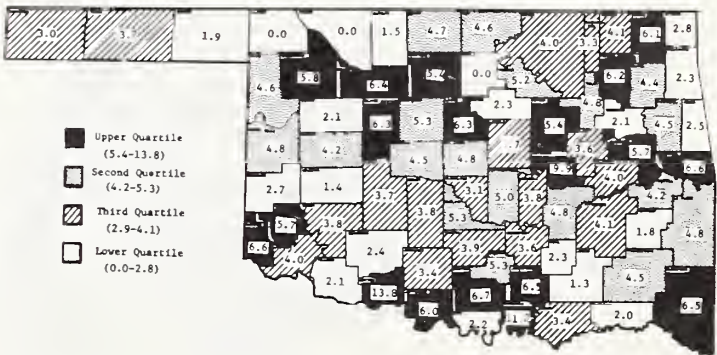 3.0 1.9 0.0 0.0 1.5 4.7 4.6 4.0 3.3 4.1 6.1 2.8
4.6 5.8 6.4 5.4 0.0 5.2 6.2 4.4 2.3
2.1 6.3 5.3 6.3 2.3 5.4 4.8 2.1 4.5 2.5
4.8 4.2 4.5 4.8 3.6 5.7
2.7 1.4 3.7 3.1 5.0 3.8 9.9 4.0 4.2 6.6
5.7 3.8 3.8 5.3 4.8 4.1 1.8 4.8
6.6 4.0 2.4 3.9 3.6 2.3
2.1 13.8 3.4 5.3 6.5 1.3 4.5 6.5
6.0 6.7 2.2 3.4 2.0
Upper Quartile
(5.4-13.8)
Second Quartile
(4.2-5.3)
Third Quartile
(2.9-4.1)
Lower Quartile
(0.0-2.8)